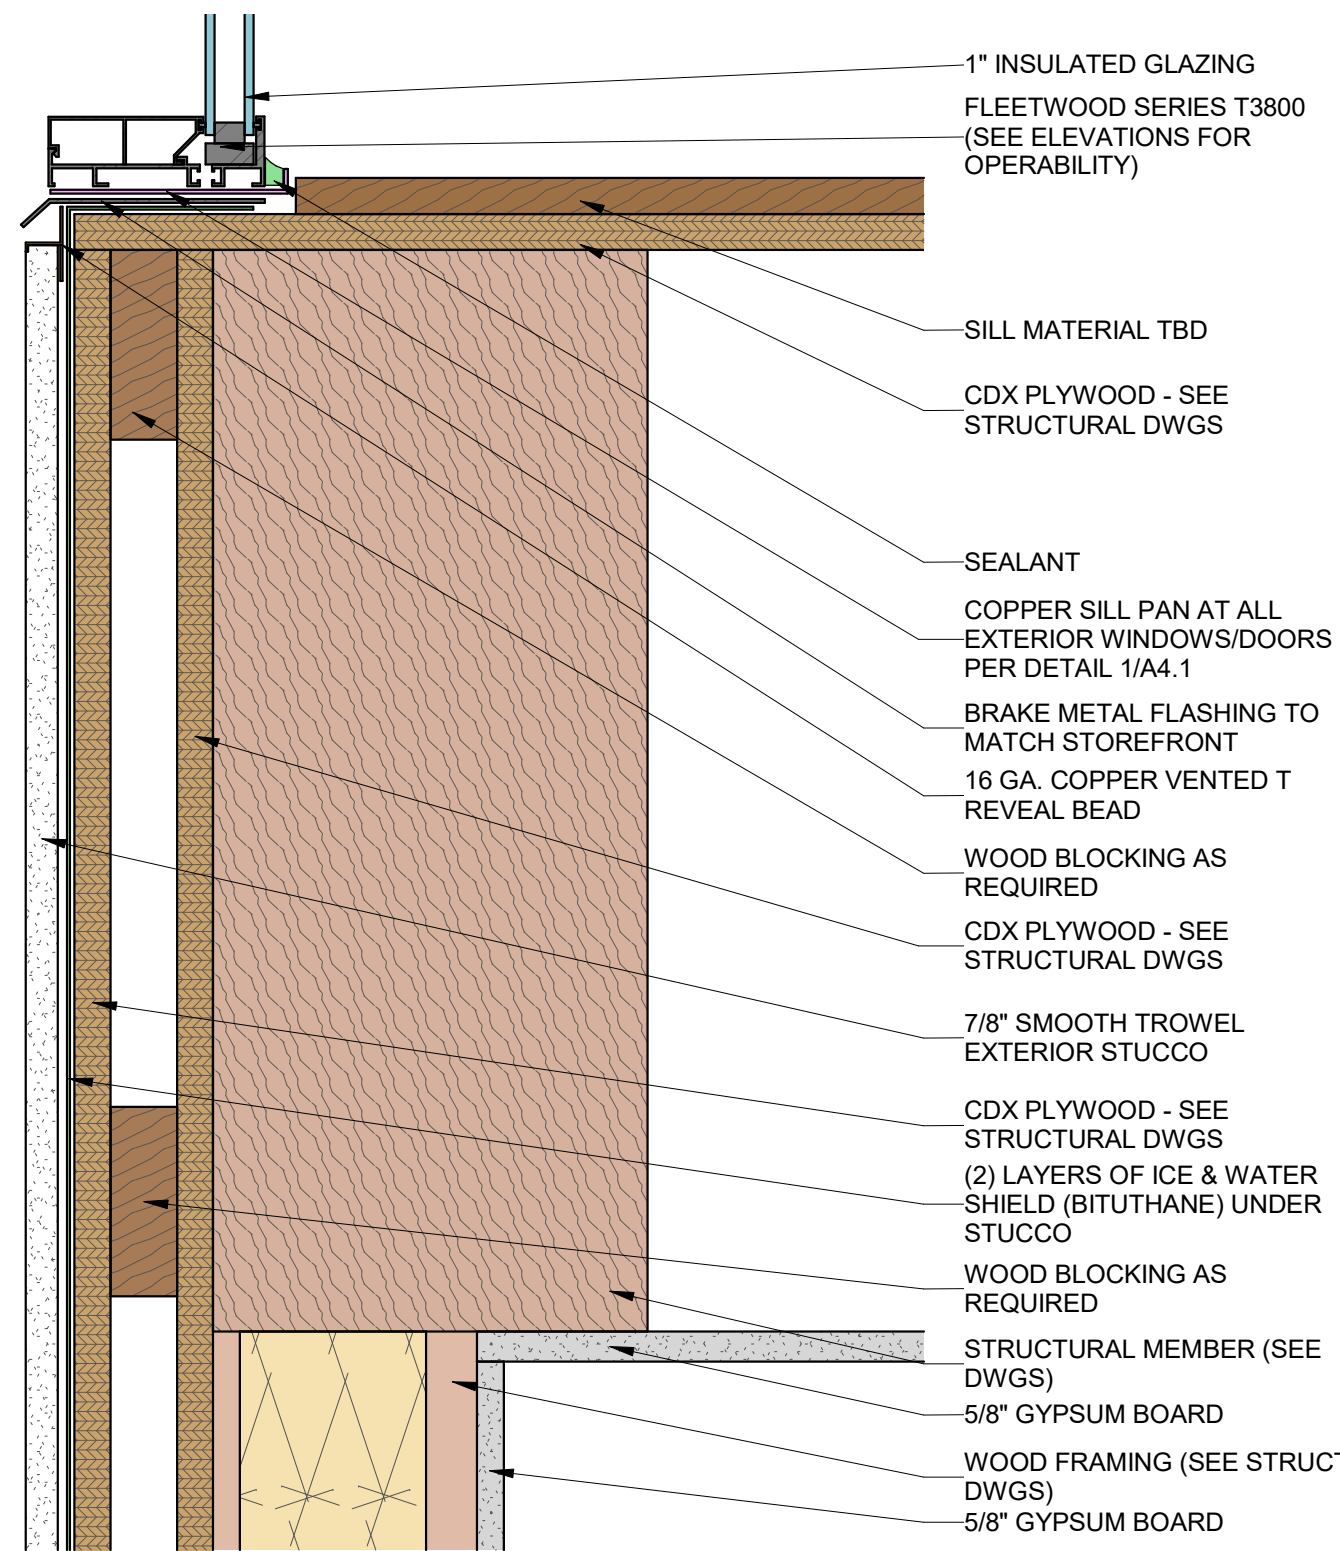 1" INSULATED GLAZING
FLEETWOOD SERIES T3800
(SEE ELEVATIONS FOR
OPERABILITY)
SILL MATERIAL TBD
CDX PLYWOOD - SEE
STRUCTURAL DWGS
SEALANT
COPPER SILL PAN AT ALL
EXTERIOR WINDOWS/DOORS
PER DETAIL 1/A4.1
BRAKE METAL FLASHING TO
MATCH STOREFRONT
16 GA. COPPER VENTED T
REVEAL BEAD
WOOD BLOCKING AS
REQUIRED
CDX PLYWOOD - SEE
STRUCTURAL DWGS
7/8" SMOOTH TROWEL
EXTERIOR STUCCO
CDX PLYWOOD - SEE
STRUCTURAL DWGS
(2) LAYERS OF ICE & WATER
SHIELD (BITUTHANE) UNDER
STUCCO
WOOD BLOCKING AS
REQUIRED
STRUCTURAL MEMBER (SEE
DWGS)
5/8" GYPSUM BOARD
WOOD FRAMING (SEE STRUCT
DWGS)
5/8" GYPSUM BOARD